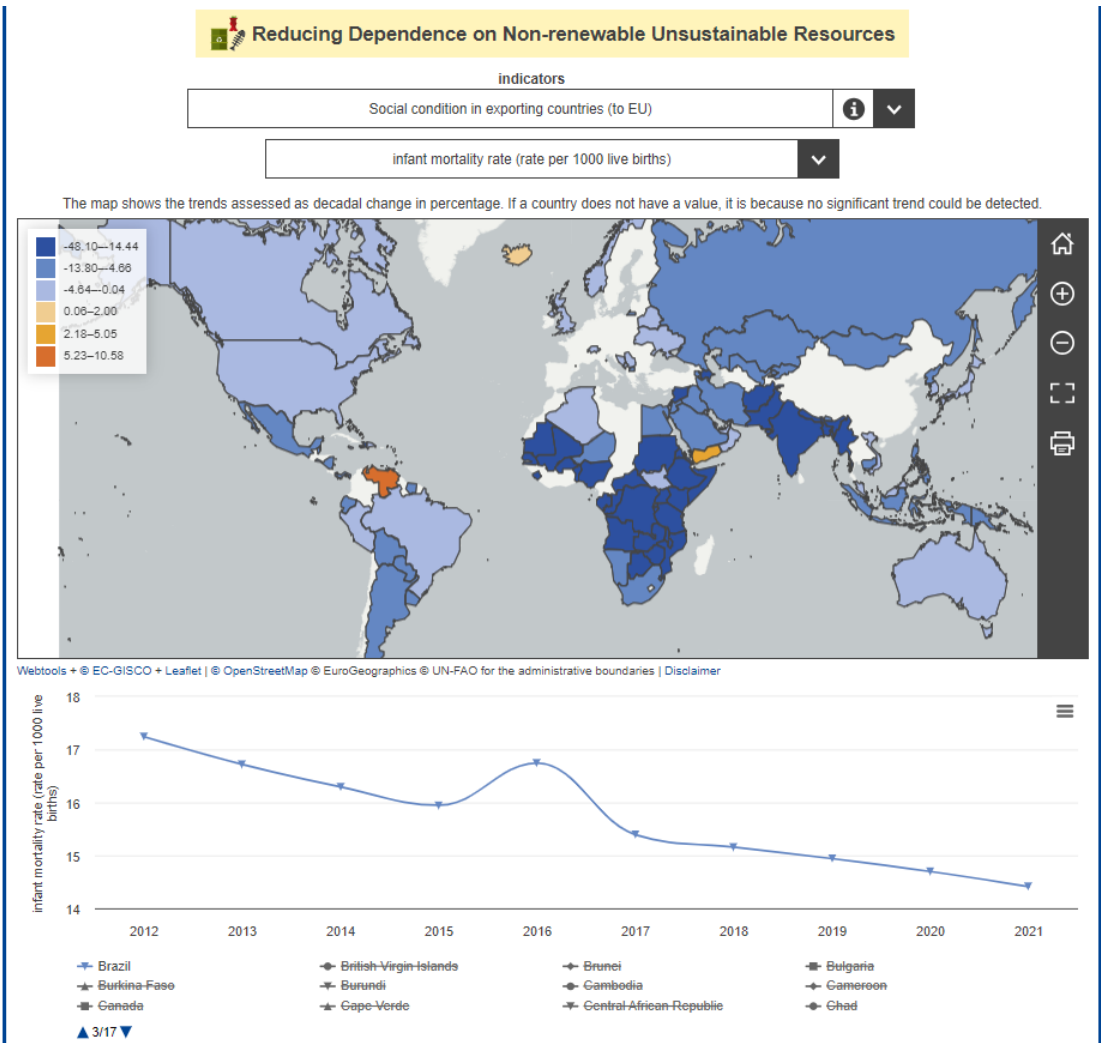 Reducing Dependence on Non-renewable Unsustainable Resources
indicators
Social condition in exporting countries (to EU)
infant mortality rate (rate per 1000 live births)
The map shows the trends assessed as decadal change in percentage. If a country does not have a value, it is because no significant trend could be detected.
-48.10–-14.44
-13.80–-4.66
-4.64–-0.04
0.06–2.00
2.18–5.05
5.23–10.58
Webtools + © EC-GISCO + Leaflet | © OpenStreetMap © EuroGeographics © UN-FAO for the administrative boundaries | Disclaimer
infant mortality rate (rate per 1000 live
births)
18
17
16
15
14
2012 2013 2014 2015 2016 2017 2018 2019 2020 2021
Brazil British Virgin Islands Brunei Bulgaria
Burkina Faso Burundi Cambodia Cameroon
Canada Cape Verde Central African Republic Chad
3/17